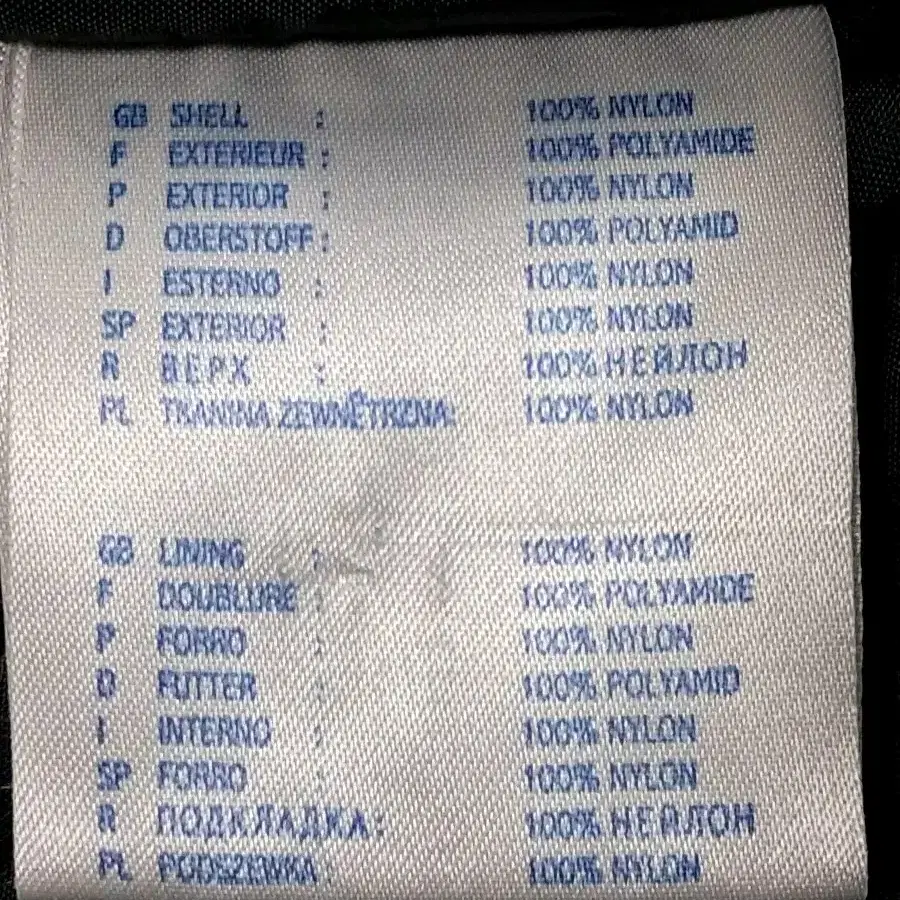 GB SHELL : 100% NYLON
F EXTERIEUR : 100% POLYAMIDE
P EXTERIOR : 100% NYLON
D OBERSTOFF : 100% POLYAMID
I ESTERNO : 100% NYLON
SP EXTERIOR : 100% NYLON
R ВЕРХ : 100% НЕЙЛОН
PL TKANINA ZEWNĒTRZNA: 100% NYLON
GB LINING : 100% NYLON
F DOUBLURE : 100% POLYAMIDE
P FORRO : 100% NYLON
D FUTTER : 100% POLYAMID
I INTERNO : 100% NYLON
SP FORRO : 100% NYLON
R ПОДКЛАДКА: 100% НЕЙЛОН
PL PODSZEWKA : 100% NYLON